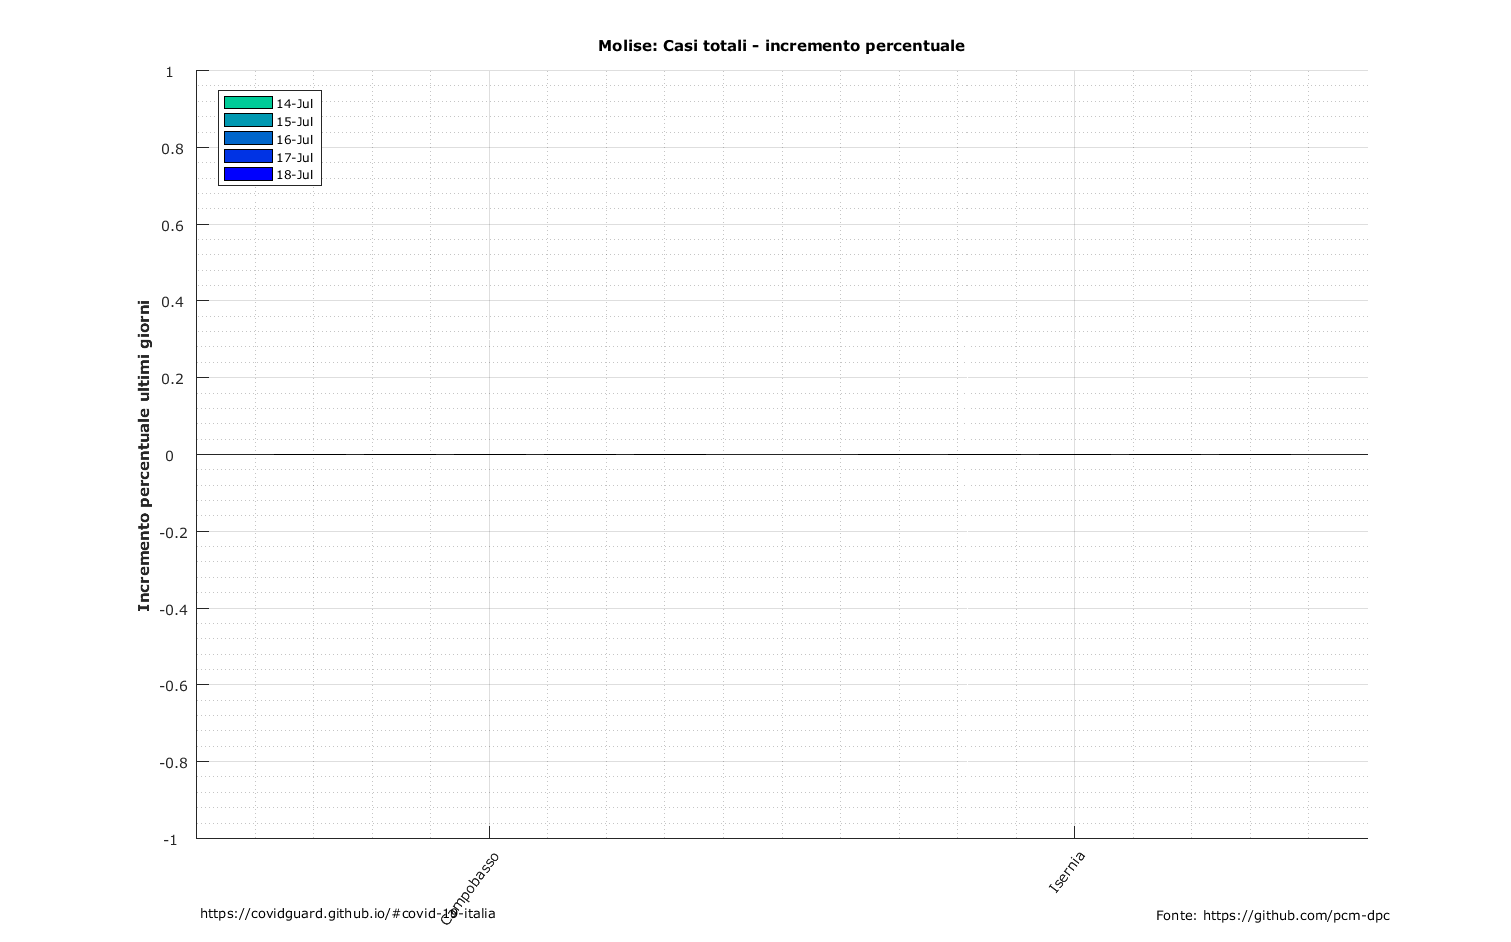 Molise: Casi totali - incremento percentuale
1
0.8
0.6
0.4
0.2
0
-0.2
-0.4
-0.6
-0.8
-1
14-Jul
15-Jul
16-Jul
17-Jul
18-Jul
Incremento percentuale ultimi giorni
Campobasso
Isernia
https://covidguard.github.io/#covid-19-italia
Fonte: https://github.com/pcm-dpc